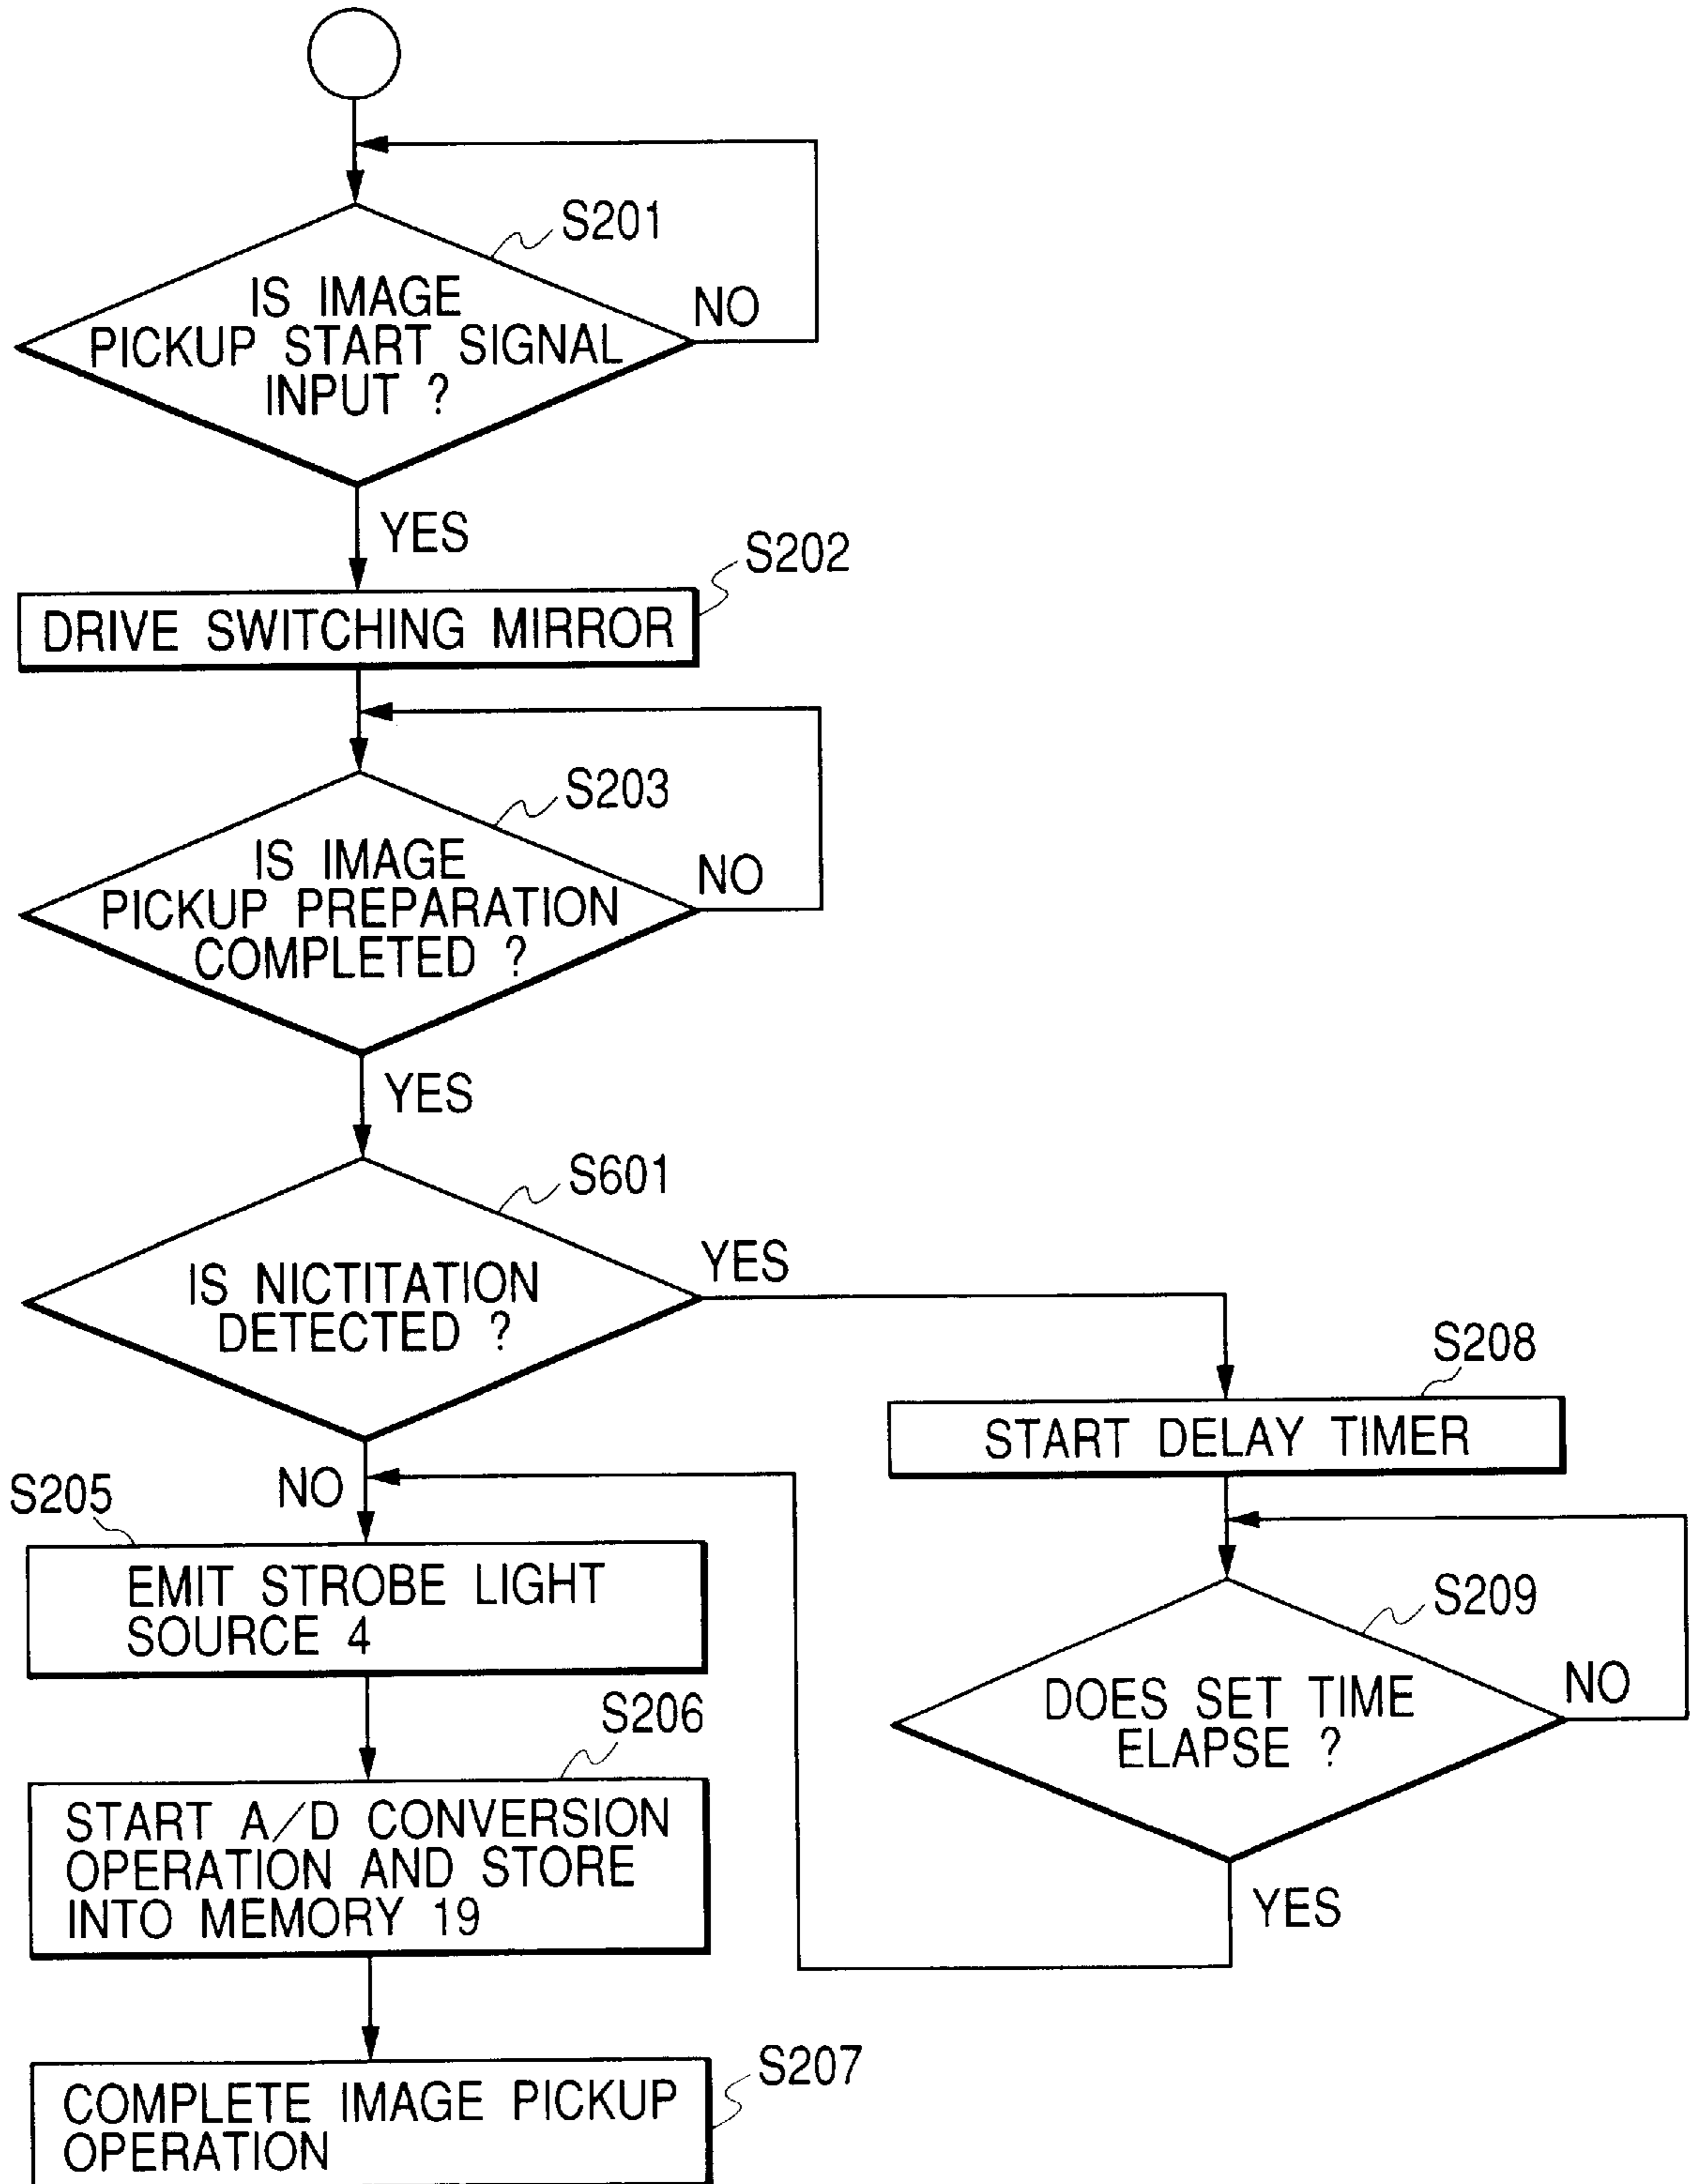 S201
IS IMAGE
PICKUP START SIGNAL
INPUT ?
NO
YES
S202
DRIVE SWITCHING MIRROR
S203
IS IMAGE
PICKUP PREPARATION
COMPLETED ?
NO
YES
S601
IS NICTITATION
DETECTED ?
YES
NO
S208
START DELAY TIMER
S209
DOES SET TIME
ELAPSE ?
NO
YES
S205
EMIT STROBE LIGHT
SOURCE 4
S206
START A/D CONVERSION
OPERATION AND STORE
INTO MEMORY 19
S207
COMPLETE IMAGE PICKUP
OPERATION